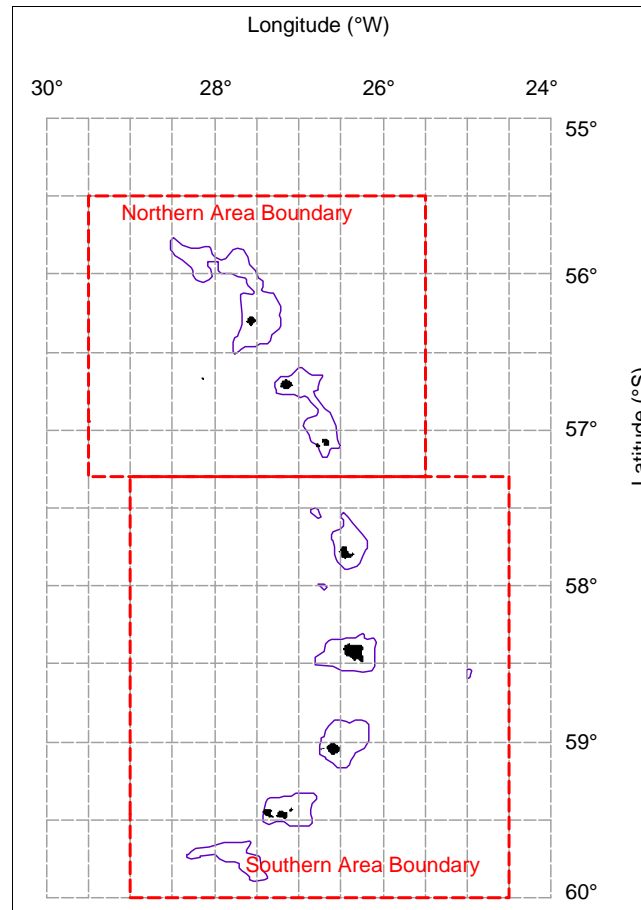 Longitude (°W)
30°
28°
26°
24°
55°
Northern Area Boundary
56°
Latitude (°S)
57°
58°
59°
Southern Area Boundary
60°